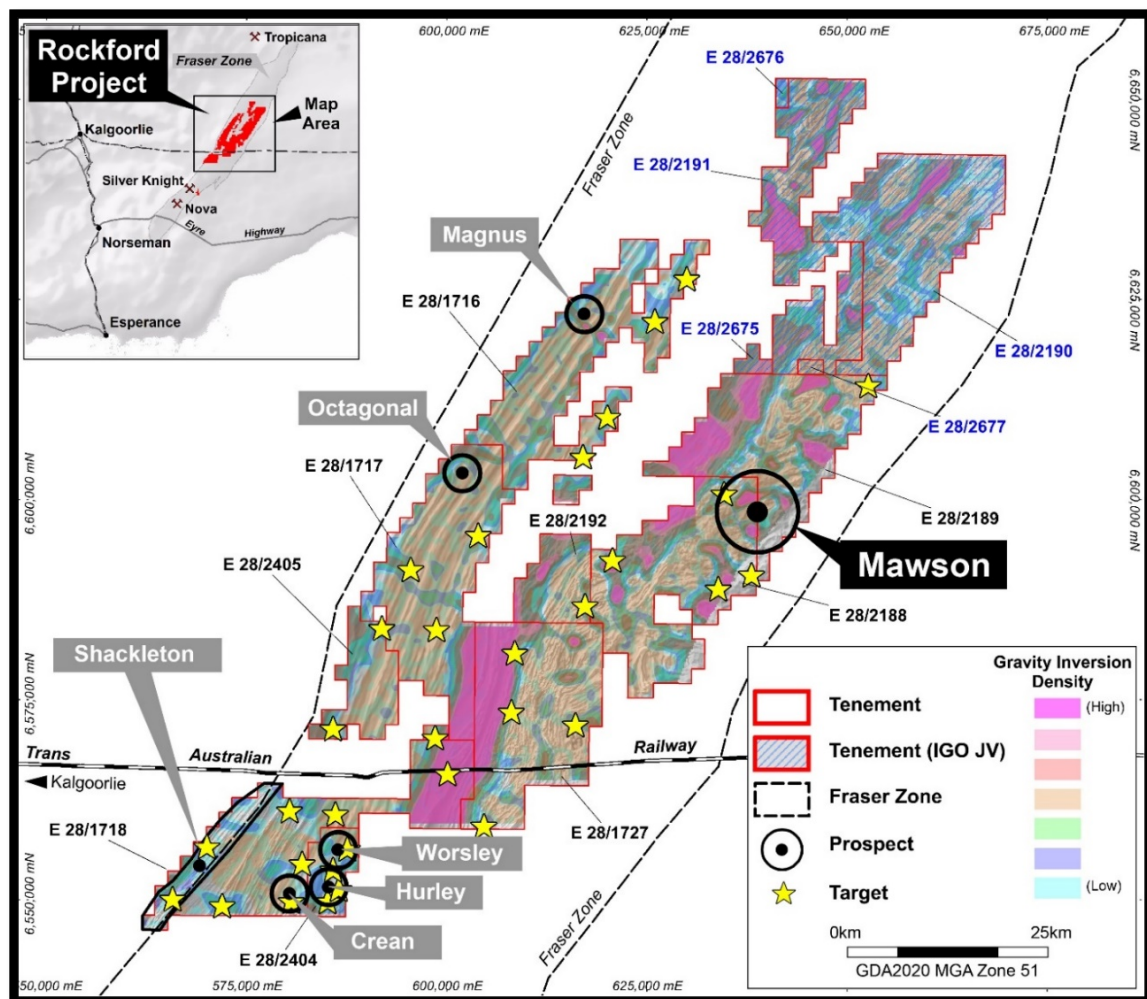 600,000 mE
625,000 mE
650,000 mE
675,000 mE
Rockford
Project
Tropicana
Fraser Zone
Map
Area
Kalgoorlie
Silver Knight
Nova
Norseman
Eyre
Highway
Esperance
E 28/2676
6,650,000 mN
Fraser Zone
E 28/2191
Magnus
E 28/1716
6,625,000 mN
E 28/2675
E 28/2190
Octagonal
E 28/2677
E 28/1717
6,600,000 mN
6,600,000 mN
E 28/2192
E 28/2189
E 28/2405
Mawson
E 28/2188
Shackleton
6,575,000 mN
Trans
Australian
Railway
Kalgoorlie
E 28/1718
E 28/1727
Worsley
Hurley
6,550,000 mN
Fraser Zone
Crean
E 28/2404
550,000 mE
575,000 mE
600,000 mE
625,000 mE
Gravity Inversion
Density
Tenement
(High)
Tenement (IGO JV)
Fraser Zone
Prospect
Target
(Low)
0km
25km
GDA2020 MGA Zone 51